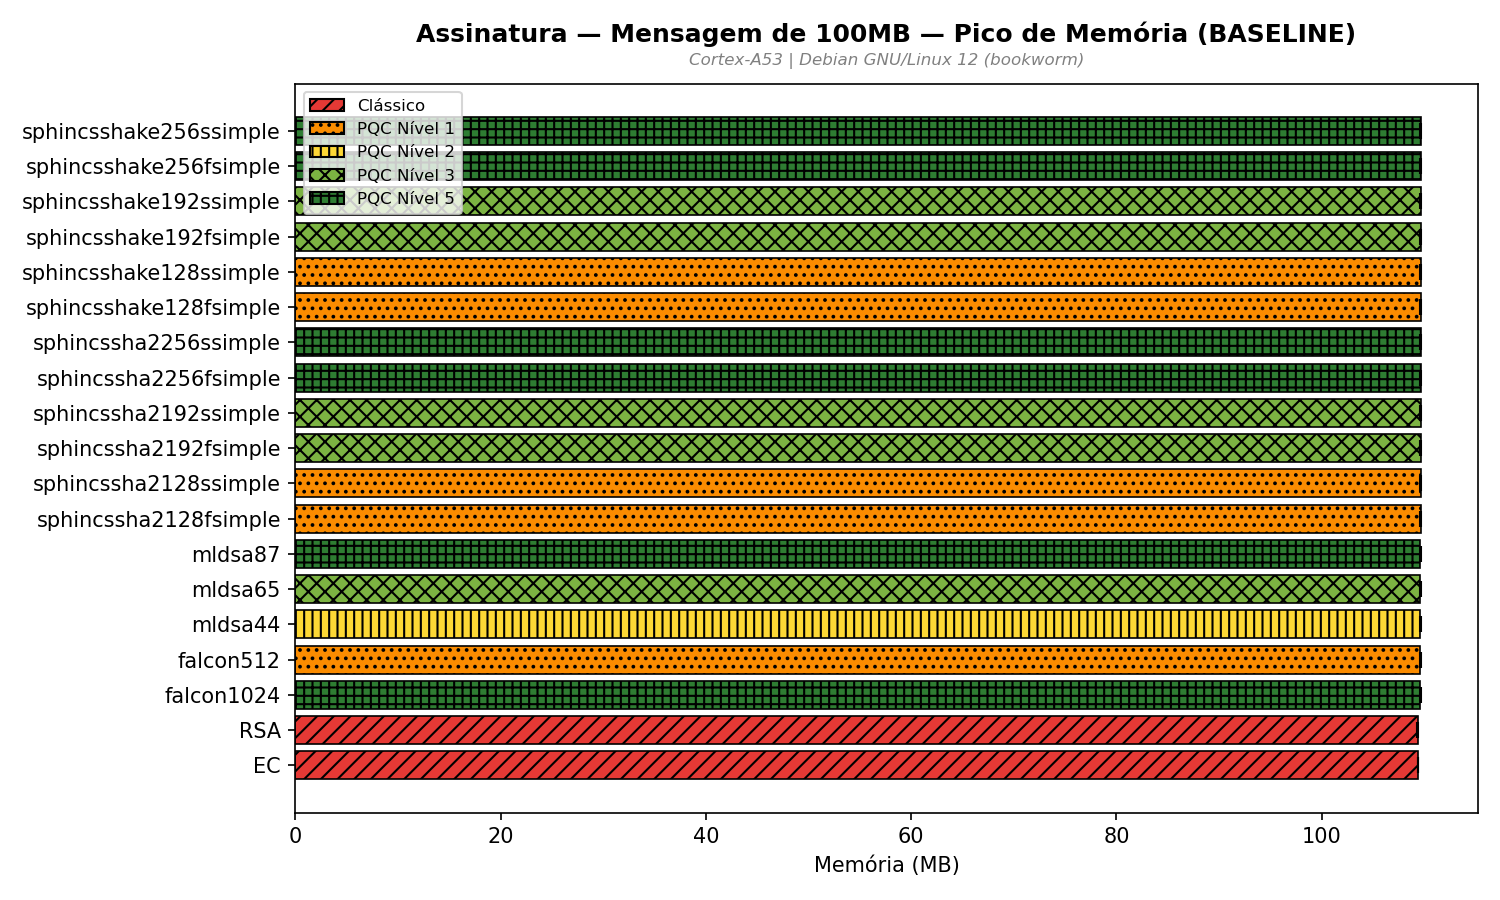 Assinatura — Mensagem de 100MB — Pico de Memória (BASELINE)
Cortex-A53 | Debian GNU/Linux 12 (bookworm)
Clássico
PQC Nível 1
PQC Nível 2
PQC Nível 3
PQC Nível 5
sphincsshake256ssimple
sphincsshake256fsimple
sphincsshake192ssimple
sphincsshake192fsimple
sphincsshake128ssimple
sphincsshake128fsimple
sphincssha2256ssimple
sphincssha2256fsimple
sphincssha2192ssimple
sphincssha2192fsimple
sphincssha2128ssimple
sphincssha2128fsimple
mldsa87
mldsa65
mldsa44
falcon512
falcon1024
RSA
EC
0 20 40 60 80 100
Memória (MB)